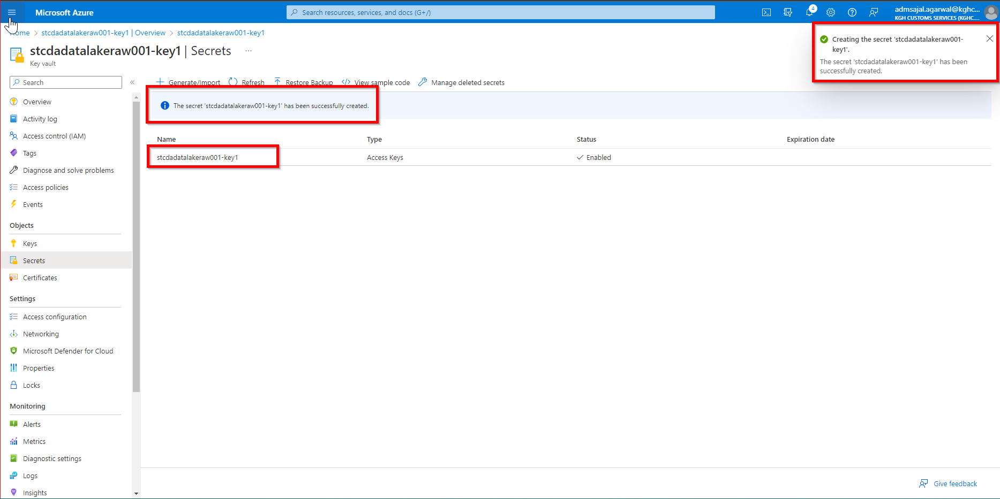 Microsoft Azure
Search resources, services, and docs (G+/)
4
admsajal.agarwal@kghc...
KGH CUSTOMS SERVICES (KGHC....
Home > stcdadatalakeraw001-key1 | Overview > stcdadatalakeraw001-key1
stcdadatalakeraw001-key1 | Secrets ...
Key vault
Creating the secret 'stcdadatalakeraw001-
key1'.
The secret 'stcdadatalakeraw001-key1' has been
successfully created.
Search
«
Generate/Import Refresh Restore Backup View sample code Manage deleted secrets
The secret 'stcdadatalakeraw001-key1' has been successfully created.
Name Type Status Expiration date
stcdadatalakeraw001-key1 Access Keys Enabled
Overview
Activity log
Access control (IAM)
Tags
Diagnose and solve problems
Access policies
Events
Objects
Keys
Secrets
Certificates
Settings
Access configuration
Networking
Microsoft Defender for Cloud
Properties
Locks
Monitoring
Alerts
Metrics
Diagnostic settings
Logs
Insights
Give feedback